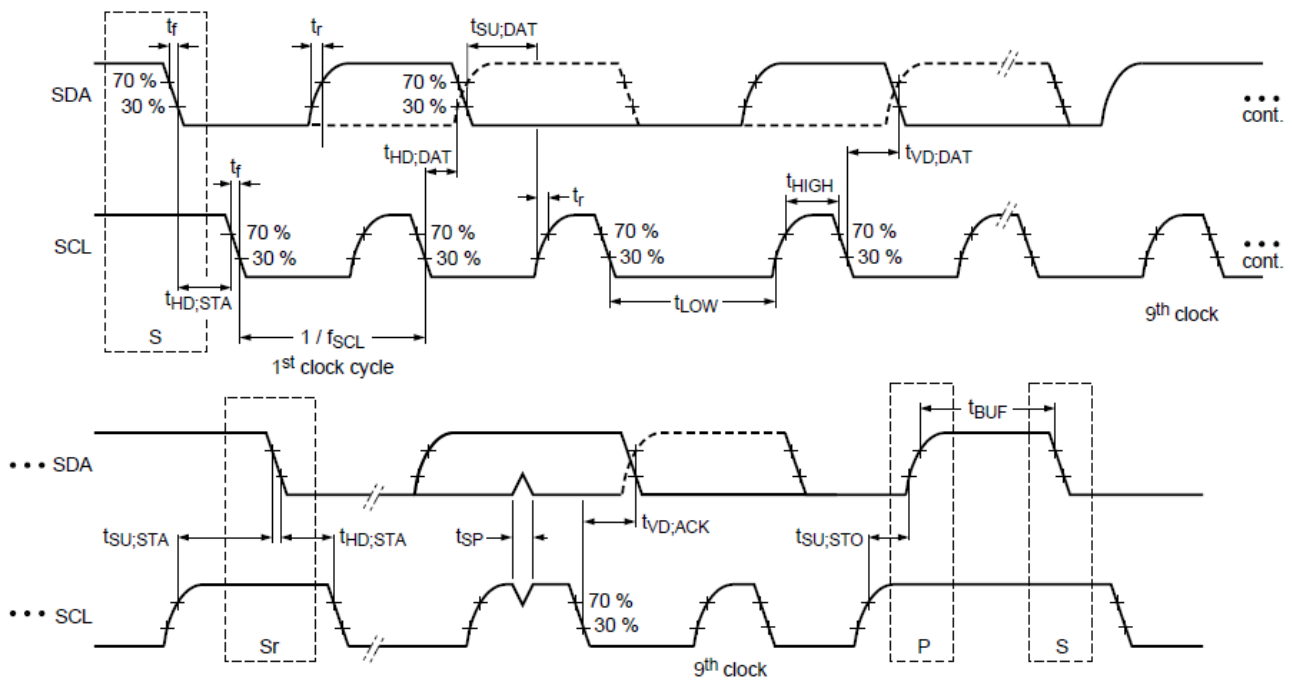 tf tr tSU;DAT
70 % 70 %
SDA
30 % 30 %
cont.
tHD;DAT tVD;DAT
tf tr tHIGH
70 % 70 % 70 % 70 %
SCL
30 % 30 % 30 % 30 %
cont.
tHD;STA tLOW
9th clock
S 1 / fSCL
1st clock cycle
tBUF
••• SDA
tSU;STA tHD;STA tSP tVD;ACK tSU;STO
70 %
••• SCL
30 %
Sr P S
9th clock